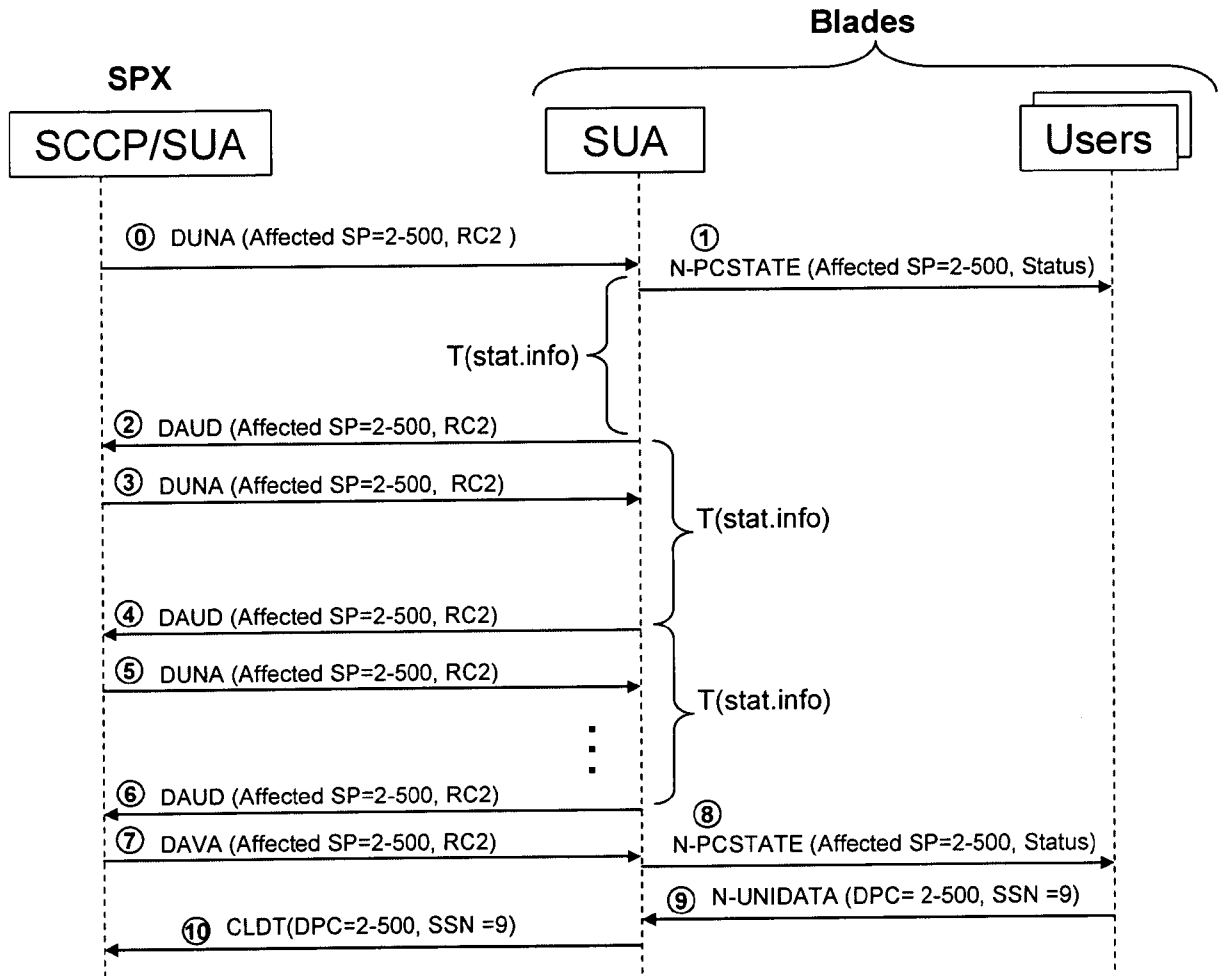 Blades
SPX
SCCP/SUA
SUA
Users
⓪ DUNA (Affected SP=2-500, RC2 )
①
N-PCSTATE (Affected SP=2-500, Status)
T(stat.info)
② DAUD (Affected SP=2-500, RC2)
③ DUNA (Affected SP=2-500, RC2)
T(stat.info)
④ DAUD (Affected SP=2-500, RC2)
⑤ DUNA (Affected SP=2-500, RC2)
T(stat.info)
⑥ DAUD (Affected SP=2-500, RC2)
⑦ DAVA (Affected SP=2-500, RC2)
⑧
N-PCSTATE (Affected SP=2-500, Status)
⑨ N-UNIDATA (DPC= 2-500, SSN =9)
⑩ CLDT(DPC=2-500, SSN =9)